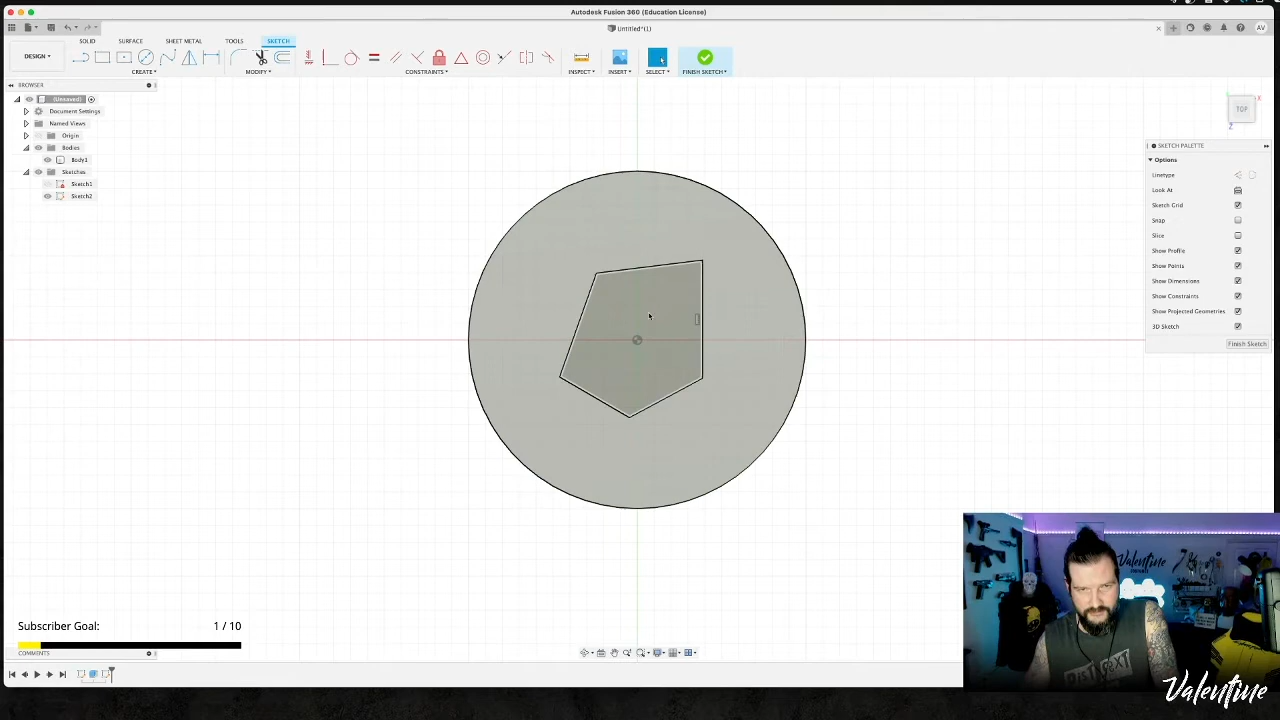 Autodesk Fusion 360 (Education License)
Untitled*(1)
AV
DESIGN
SOLID
SURFACE
SHEET METAL
TOOLS
SKETCH
CREATE
MODIFY
CONSTRAINTS
INSPECT
INSERT
SELECT
FINISH SKETCH
BROWSER
(Unsaved)
Document Settings
Named Views
Origin
Bodies
Body1
Sketches
Sketch1
Sketch2
TOP
X
Z
SKETCH PALETTE
Options
Linetype
Look At
Sketch Grid
Snap
Slice
Show Profile
Show Points
Show Dimensions
Show Constraints
Show Projected Geometries
3D Sketch
Finish Sketch
Subscriber Goal: 1 / 10
COMMENTS
Valentine
Valentine